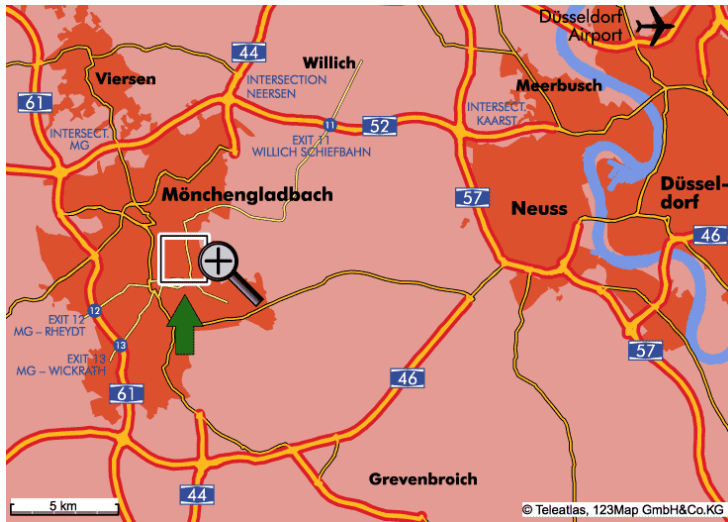 Düsseldorf
Airport
44
Willich
Viersen
INTERSECTION
NEERSEN
Meerbusch
61
INTERSECT.
KAARST
11
52
INTERSECT.
MG
EXIT 11
WILLICH SCHIEFBAHN
Mönchengladbach
57
Neuss
Düssel-
dorf
46
12
EXIT 12
MG – RHEYDT
13
EXIT 13
MG – WICKRATH
57
46
61
Grevenbroich
44
5 km
© Teleatlas, 123Map GmbH&Co.KG